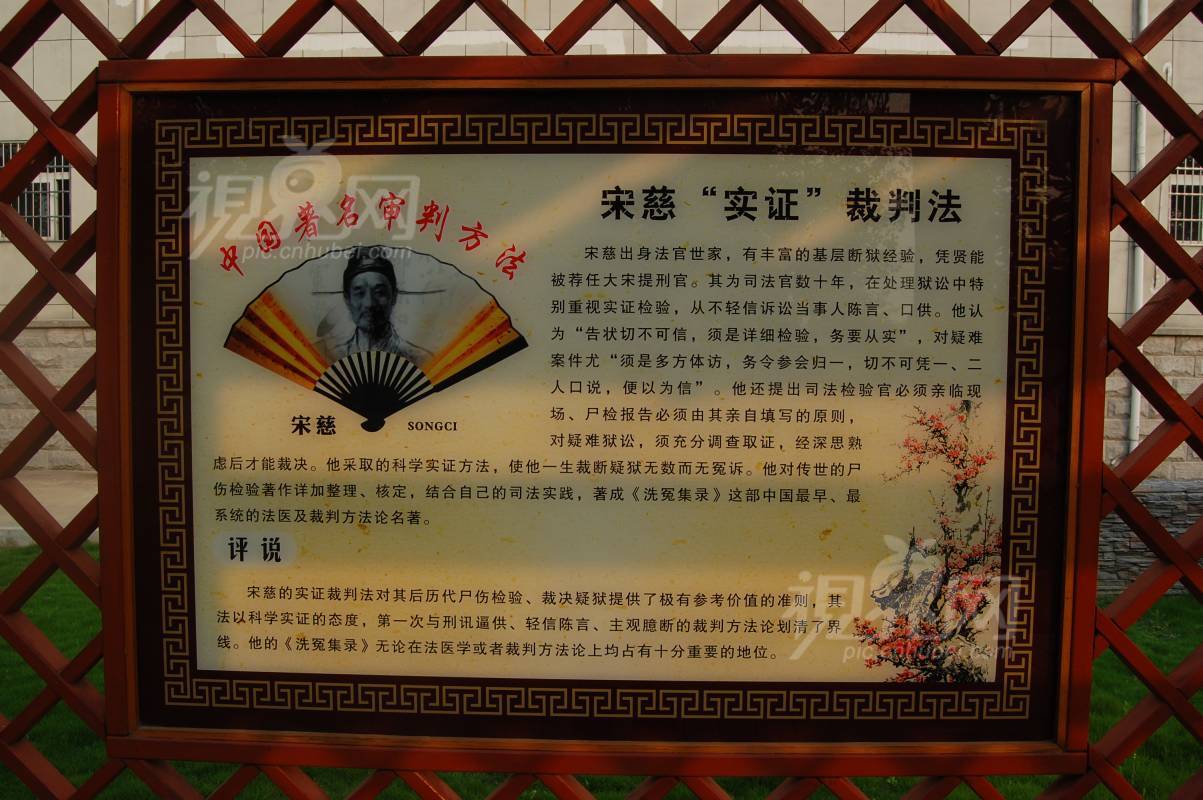 视界网
pic.cnhubei.com
中国著名审判方法
宋慈
SONGCI
宋慈“实证”裁判法
宋慈出身法官世家，有丰富的基层断狱经验，凭贤能
被荐任大宋提刑官。其为司法官数十年，在处理狱讼中特
别重视实证检验，从不轻信诉讼当事人陈言、口供。他认
为“告状切不可信，须是详细检验，务要从实”，对疑难
案件尤“须是多方体访，务令参会归一，切不可凭一、二
人口说，便以为信”。他还提出司法检验官必须亲临现
场、尸检报告必须由其亲自填写的原则，
对疑难狱讼，须充分调查取证，经深思熟
虑后才能裁决。他采取的科学实证方法，使他一生裁断疑狱无数而无冤诉。他对传世的尸
伤检验著作详加整理、核定，结合自己的司法实践，著成《洗冤集录》这部中国最早、最
系统的法医及裁判方法论名著。
评说
宋慈的实证裁判法对其后历代尸伤检验、裁决疑狱提供了极有参考价值的准则，其
法以科学实证的态度，第一次与刑讯逼供、轻信陈言、主观臆断的裁判方法论划清了界
线。他的《洗冤集录》无论在法医学或者裁判方法论上均占有十分重要的地位。
视界网
pic.cnhubei.com